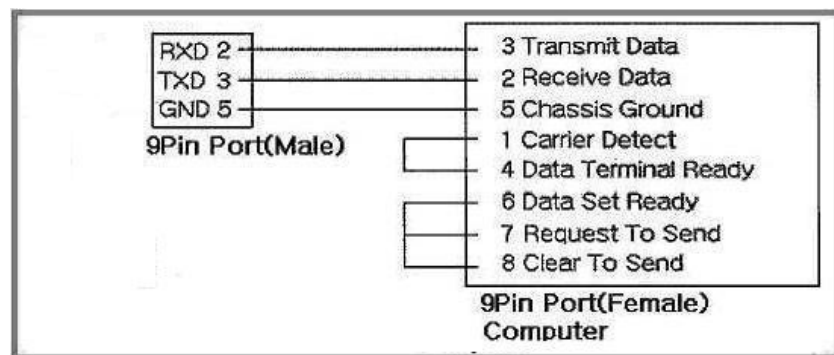 RXD 2
TXD 3
GND 5
9Pin Port(Male)
3 Transmit Data
2 Receive Data
5 Chassis Ground
1 Carrier Detect
4 Data Terminal Ready
6 Data Set Ready
7 Request To Send
8 Clear To Send
9Pin Port(Female)
Computer